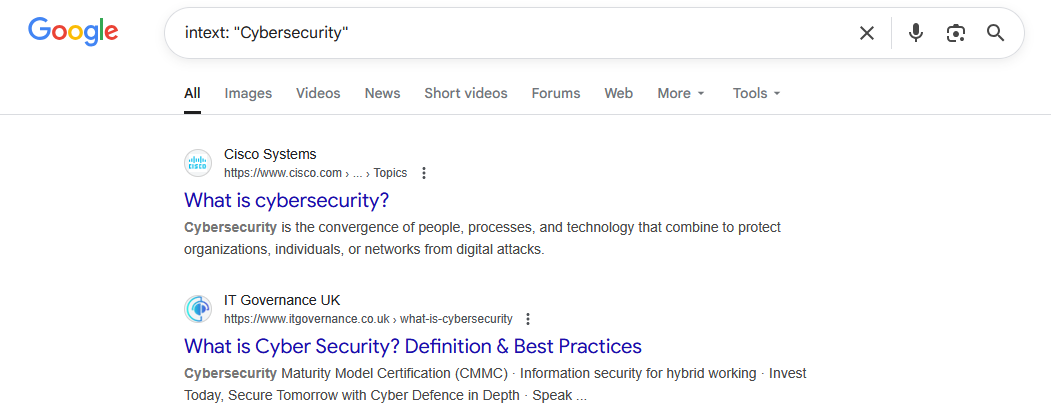 Google
intext: "Cybersecurity"
All Images Videos News Short videos Forums Web More Tools
CISCO
Cisco Systems
https://www.cisco.com › ... › Topics
What is cybersecurity?
Cybersecurity is the convergence of people, processes, and technology that combine to protect
organizations, individuals, or networks from digital attacks.
IT Governance UK
https://www.itgovernance.co.uk › what-is-cybersecurity
What is Cyber Security? Definition & Best Practices
Cybersecurity Maturity Model Certification (CMMC) · Information security for hybrid working · Invest
Today, Secure Tomorrow with Cyber Defence in Depth · Speak ...